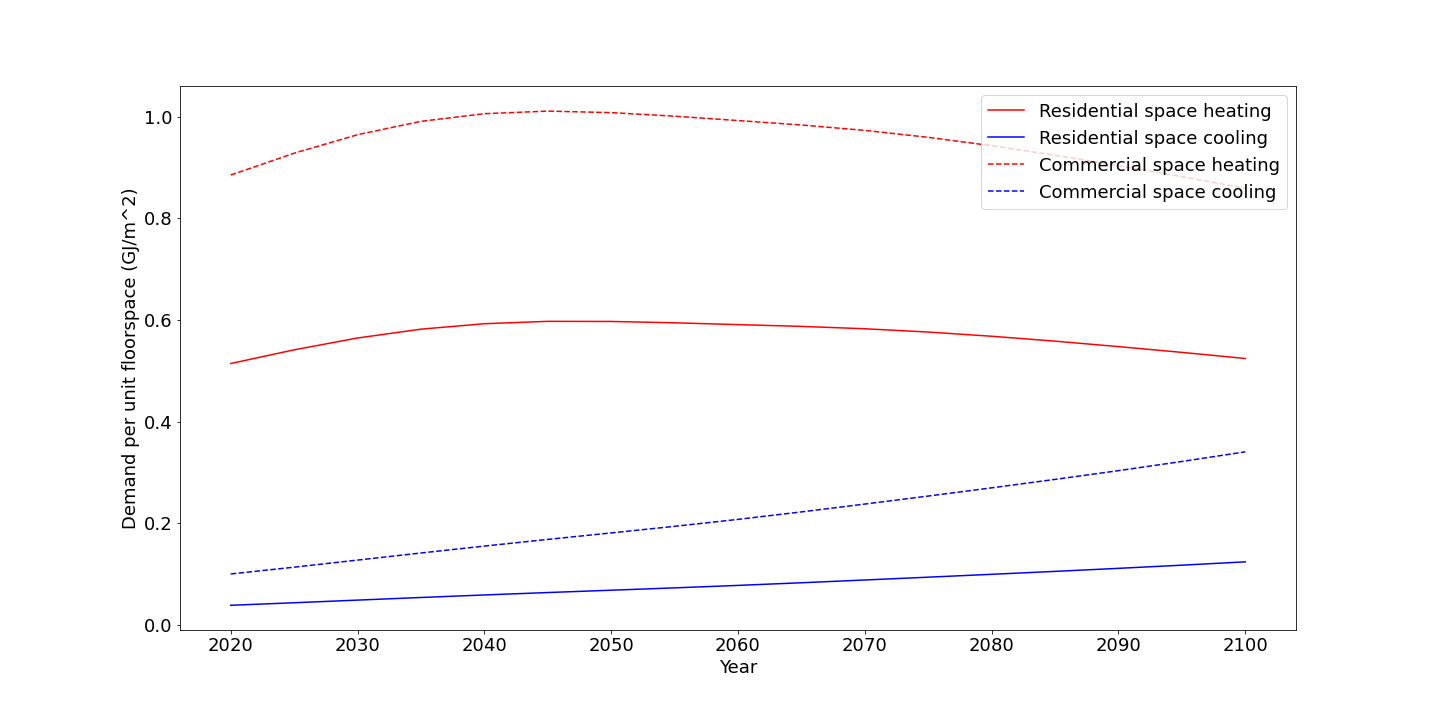 Residential space heating
Residential space cooling
Commercial space heating
Commercial space cooling
Demand per unit floorspace (GJ/m^2)
1.0
0.8
0.6
0.4
0.2
0.0
2020 2030 2040 2050 2060 2070 2080 2090 2100
Year